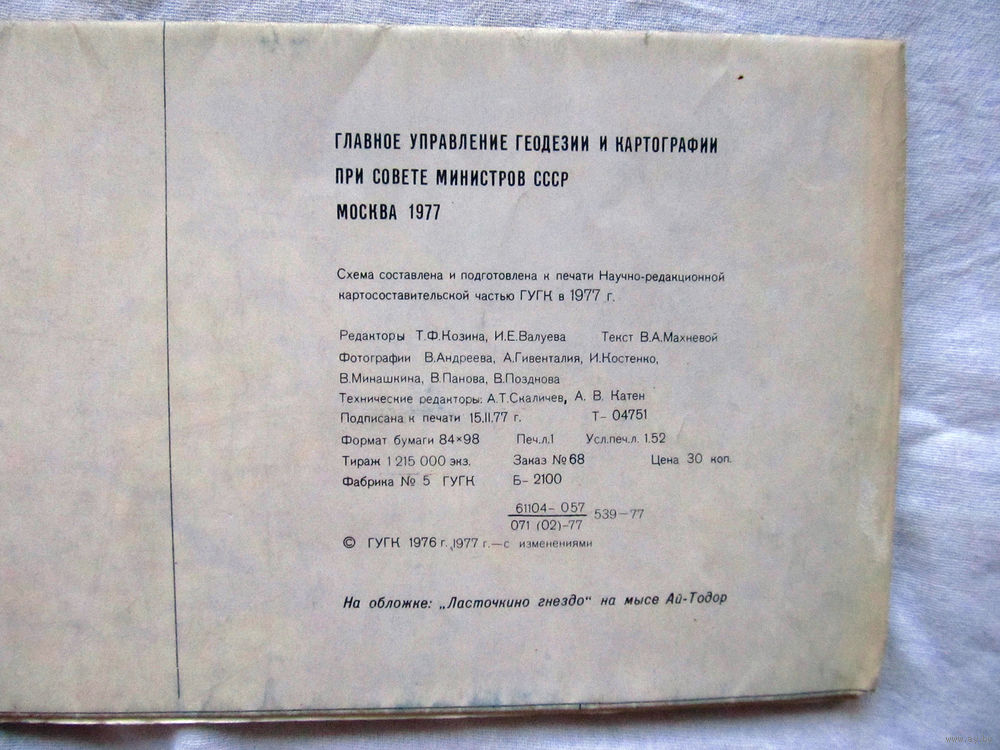 ГЛАВНОЕ УПРАВЛЕНИЕ ГЕОДЕЗИИ И КАРТОГРАФИИ
ПРИ СОВЕТЕ МИНИСТРОВ СССР
МОСКВА 1977
Схема составлена и подготовлена к печати Научно-редакционной
картосоставительской частью ГУГК в 1977 г.
Редакторы Т.Ф.Козина, И.Е.Валуева Текст В.А.Махневой
Фотографии В.Андреева, А.Гивенталия, И.Костенко,
В.Минашкина, В.Панова, В.Позднова
Технические редакторы: А.Т.Скаличев, А. В. Катен
Подписана к печати 15.II.77 г. Т- 04751
Формат бумаги 84×98 Печ.л.1 Усл.печ.л. 1.52
Тираж 1 215 000 экз. Заказ №68 Цена 30 коп.
Фабрика № 5 ГУГК Б- 2100
61104- 057
071 (02)-77
539-77
© ГУГК 1976 г., 1977 г.-с изменениями
На обложке: „Ласточкино гнездо" на мысе Ай-Тодор